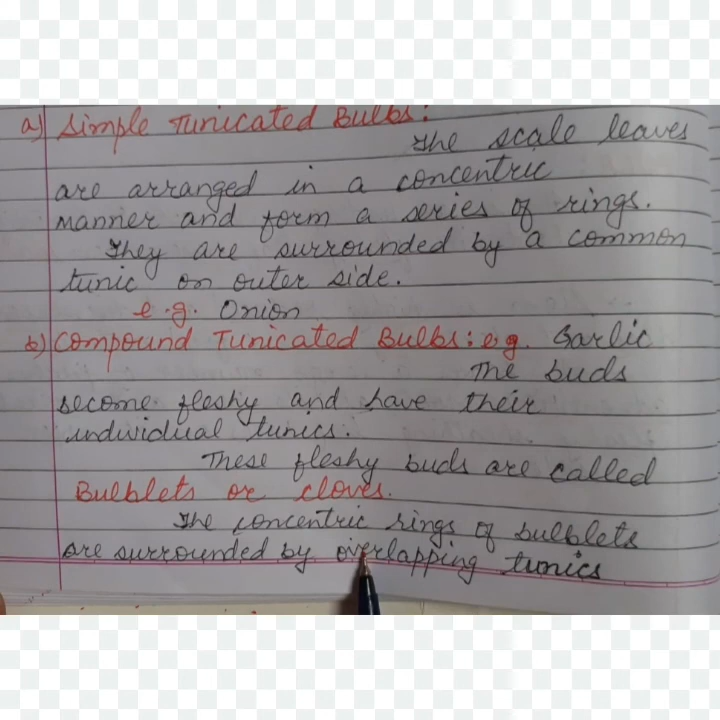 a) Simple Tunicated Bulbs:
The scale leaves
are arranged in a concentric
manner and form a series of rings.
They are surrounded by a common
tunic on outer side.
e.g. Onion
b) Compound Tunicated Bulbs: e.g. Garlic
The buds
become fleshy and have their
individual tunics.
These fleshy buds are called
Bulblets or cloves.
The concentric rings of bulblets
are surrounded by overlapping tunics